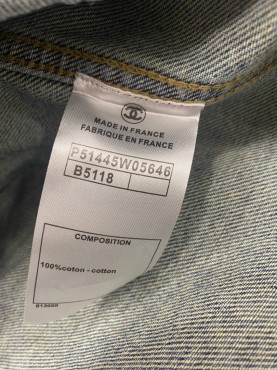 MADE IN FRANCE
FABRIQUE EN FRANCE
P51445W05646
B5118
COMPOSITION
100%coton - cotton